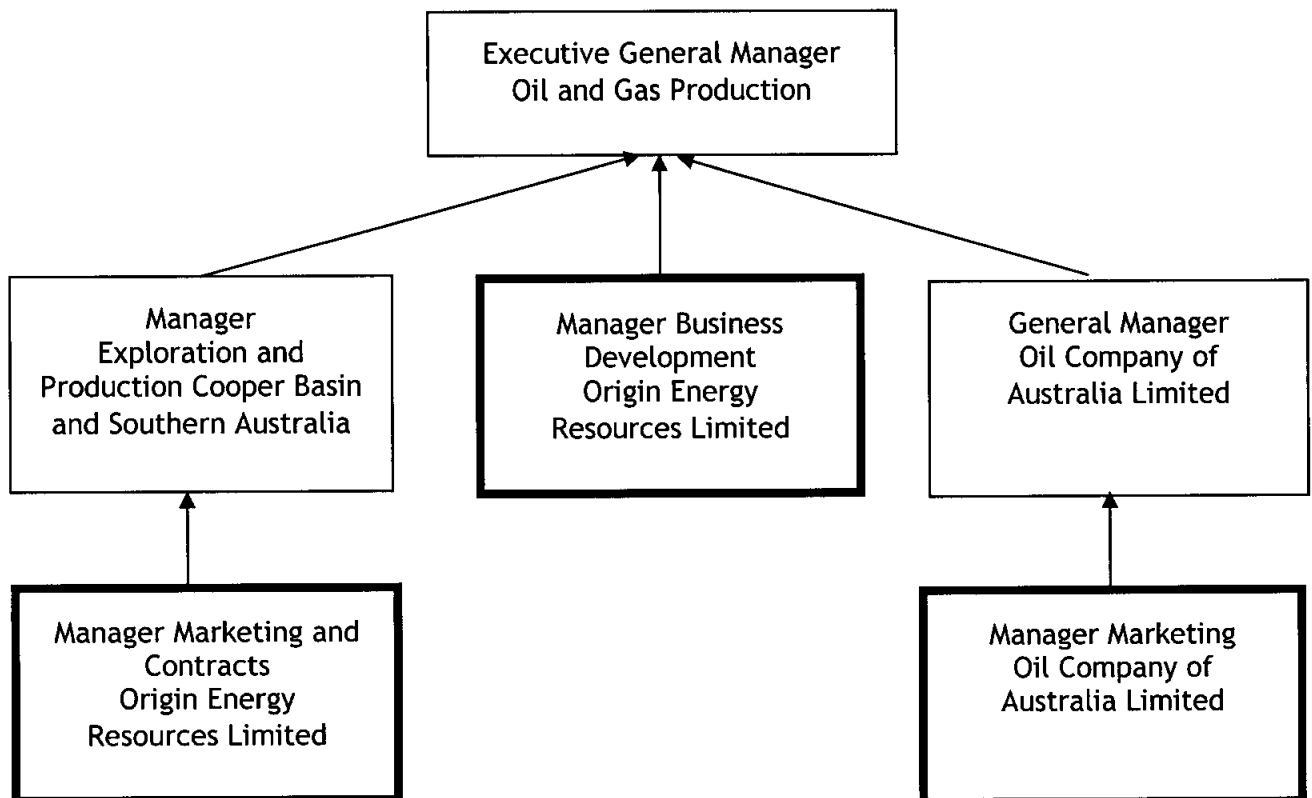 Executive General Manager
Oil and Gas Production
Manager
Exploration and
Production Cooper Basin
and Southern Australia
Manager Business
Development
Origin Energy
Resources Limited
General Manager
Oil Company of
Australia Limited
Manager Marketing and
Contracts
Origin Energy
Resources Limited
Manager Marketing
Oil Company of
Australia Limited